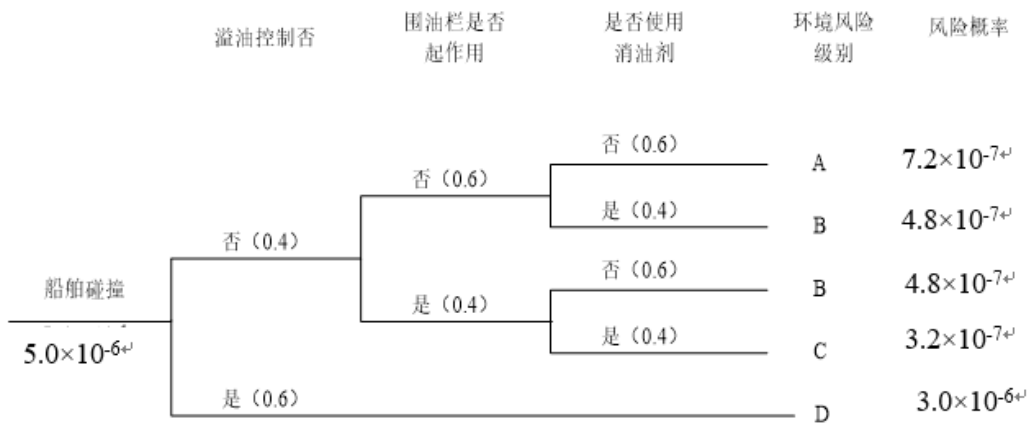 溢油控制否
围油栏是否
起作用
是否使用
消油剂
环境风险
级别
风险概率
否（0.6）
A
7.2×10⁻⁷↵
否（0.6）
是（0.4）
B
4.8×10⁻⁷↵
否（0.4）
船舶碰撞
否（0.6）
B
4.8×10⁻⁷↵
是（0.4）
5.0×10⁻⁶↵
是（0.4）
C
3.2×10⁻⁷↵
是（0.6）
D
3.0×10⁻⁶↵